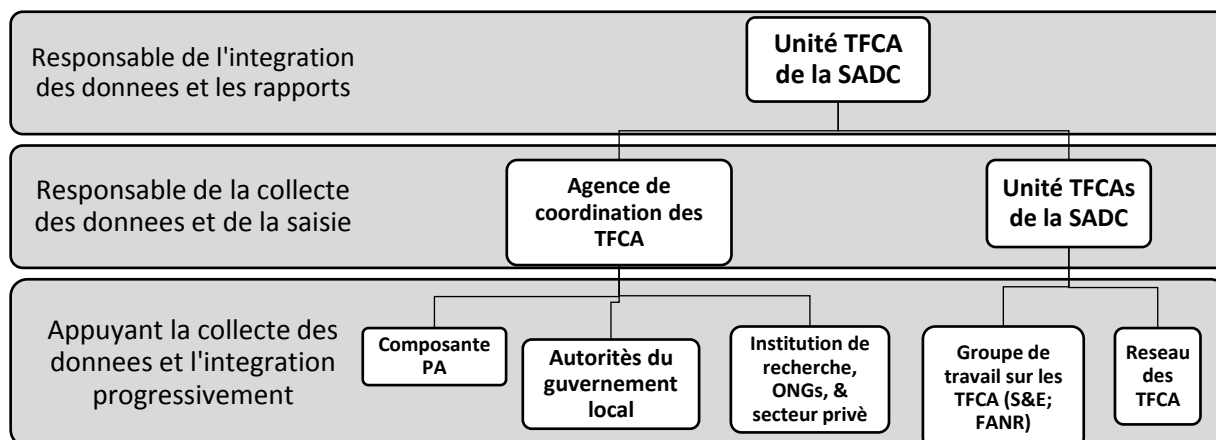 Responsable de l'integration
des donnees et les rapports
Unité TFCA
de la SADC
Responsable de la collecte
des donnees et de la saisie
Agence de
coordination des
TFCA
Unité TFCAs
de la SADC
Appuyant la collecte des
donnees et l'integration
progressivement
Composante
PA
Autoritès du
guvernement
local
Institution de
recherche,
ONGs, &
secteur privè
Groupe de
travail sur les
TFCA (S&E;
FANR)
Reseau
des
TFCA